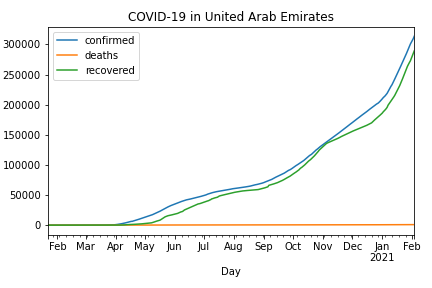 COVID-19 in United Arab Emirates
confirmed
deaths
recovered
300000
250000
200000
150000
100000
50000
0
Feb Mar Apr May Jun Jul Aug Sep Oct Nov Dec Jan Feb
2021
Day